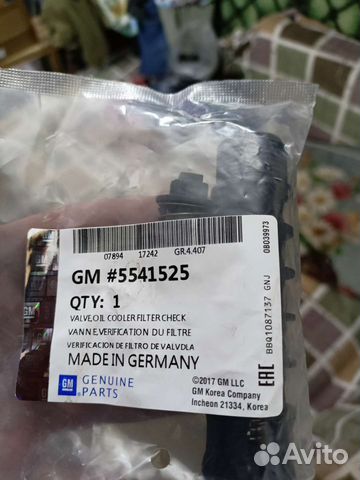 07894 17242 GR.4.407
GM #5541525
QTY: 1
VALVE,OIL COOLER FILTER CHECK
VANNE,VERIFICATION DU FILTRE
VERIFICACION DE FILTRO DE VALVDLA
MADE IN GERMANY
GM
GENUINE
PARTS
©2017 GM LLC
GM Korea Company
Incheon 21334, Korea
EAC
BBQ1087137 GNJ
0B039973
Avito